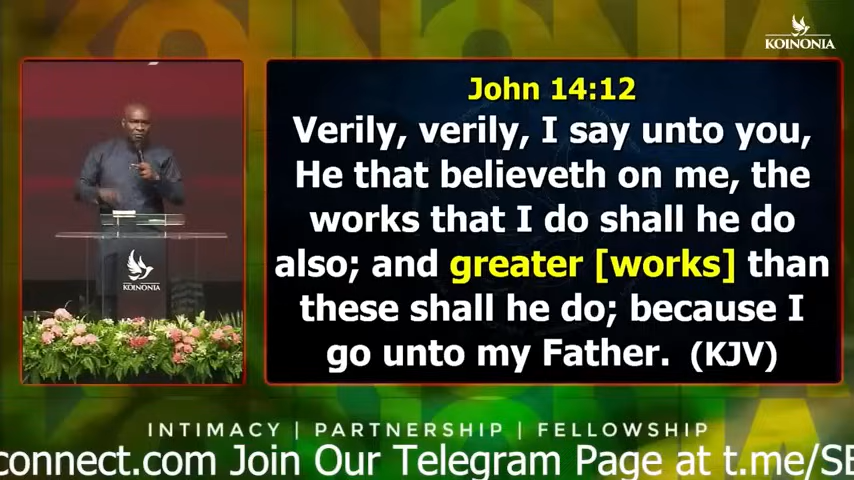 KOINONIA
John 14:12
Verily, verily, I say unto you,
He that believeth on me, the
works that I do shall he do
also; and greater [works] than
these shall he do; because I
go unto my Father. (KJV)
KOINONIA
INTIMACY | PARTNERSHIP | FELLOWSHIP
connect.com Join Our Telegram Page at t.me/SE